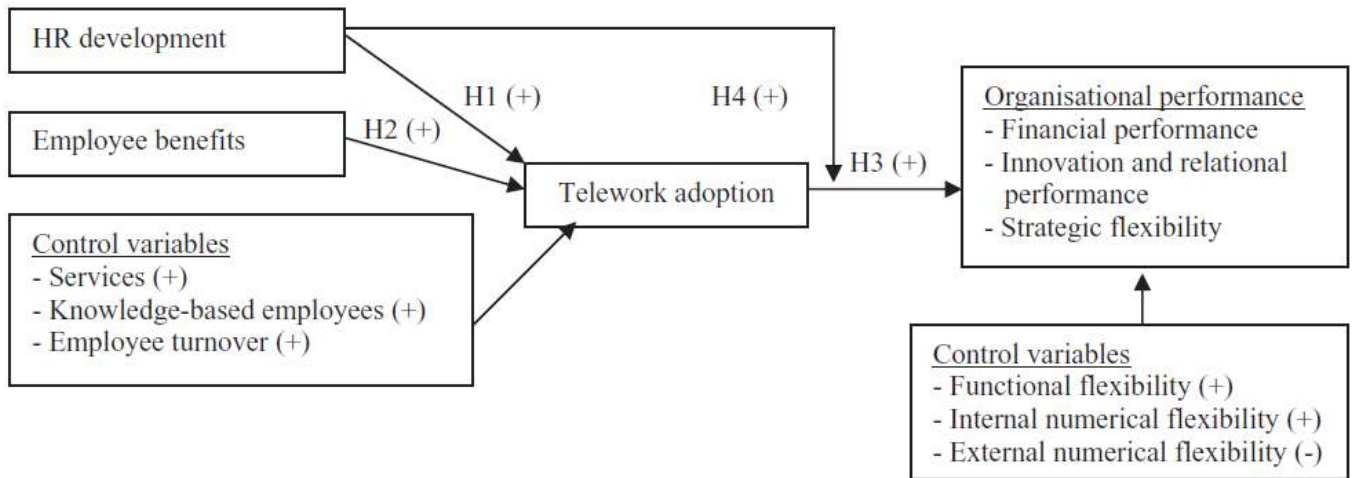 HR development
H1 (+)
H4 (+)
Employee benefits
H2 (+)
Telework adoption
H3 (+)
Organisational performance
- Financial performance
- Innovation and relational
performance
- Strategic flexibility
Control variables
- Services (+)
- Knowledge-based employees (+)
- Employee turnover (+)
Control variables
- Functional flexibility (+)
- Internal numerical flexibility (+)
- External numerical flexibility (-)